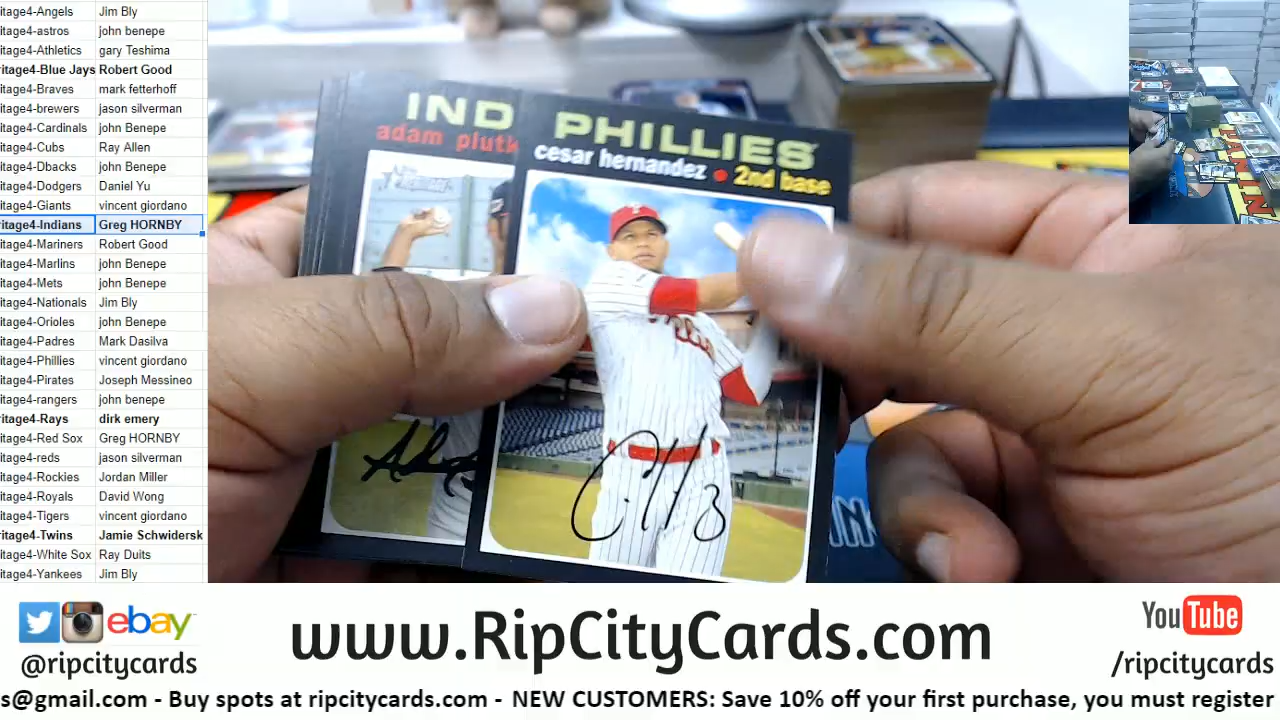 itage4-Angels Jim Bly
itage4-astros john benepe
itage4-Athletics gary Teshima
itage4-Blue Jays Robert Good
itage4-Braves mark fetterhoff
itage4-brewers jason silverman
itage4-Cardinals john Benepe
itage4-Cubs Ray Allen
itage4-Dbacks john Benepe
itage4-Dodgers Daniel Yu
itage4-Giants vincent giordano
ritage4-Indians Greg HORNBY
itage4-Mariners Robert Good
itage4-Marlins john Benepe
itage4-Mets john Benepe
itage4-Nationals Jim Bly
itage4-Orioles john Benepe
itage4-Padres Mark Dasilva
itage4-Phillies vincent giordano
itage4-Pirates Joseph Messineo
itage4-rangers john benepe
ritage4-Rays dirk emery
itage4-Red Sox Greg HORNBY
itage4-reds jason silverman
itage4-Rockies Jordan Miller
itage4-Royals David Wong
itage4-Tigers vincent giordano
ritage4-Twins Jamie Schwidersk
itage4-White Sox Ray Duits
itage4-Yankees Jim Bly
IND
adam plutk
PHILLIES
cesar hernandez • 2nd base
ebay
@ripcitycards
www.RipCityCards.com
YouTube
/ripcitycards
s@gmail.com - Buy spots at ripcitycards.com - NEW CUSTOMERS: Save 10% off your first purchase, you must register